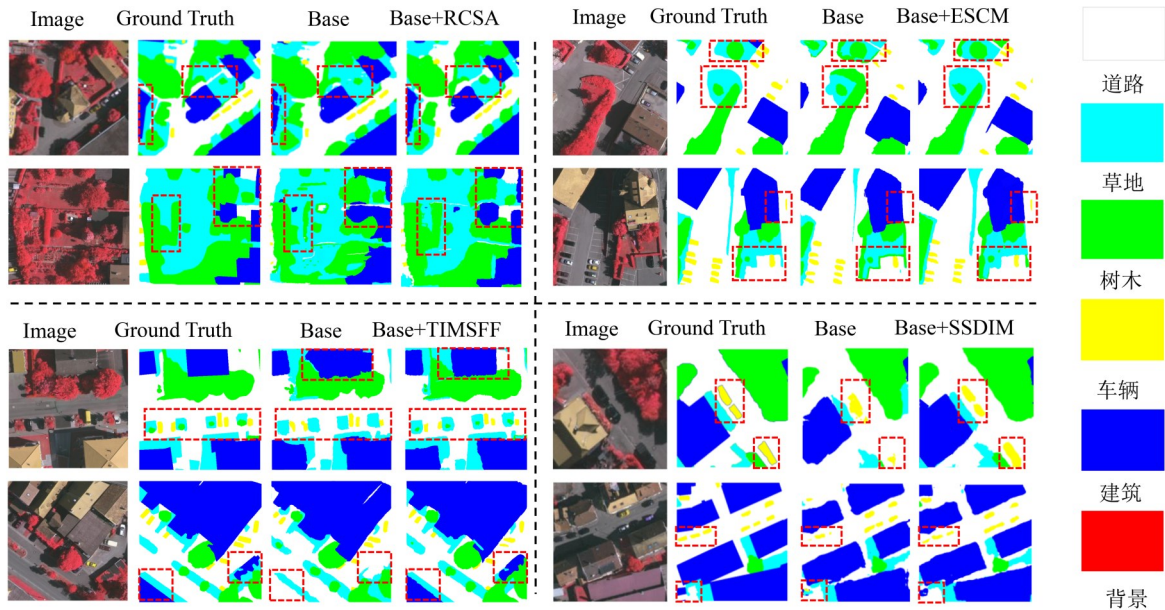 Image Ground Truth Base Base+RCSA
Image Ground Truth Base Base+ESCM
Image Ground Truth Base Base+TIMSFF
Image Ground Truth Base Base+SSDIM
道路
草地
树木
车辆
建筑
背景